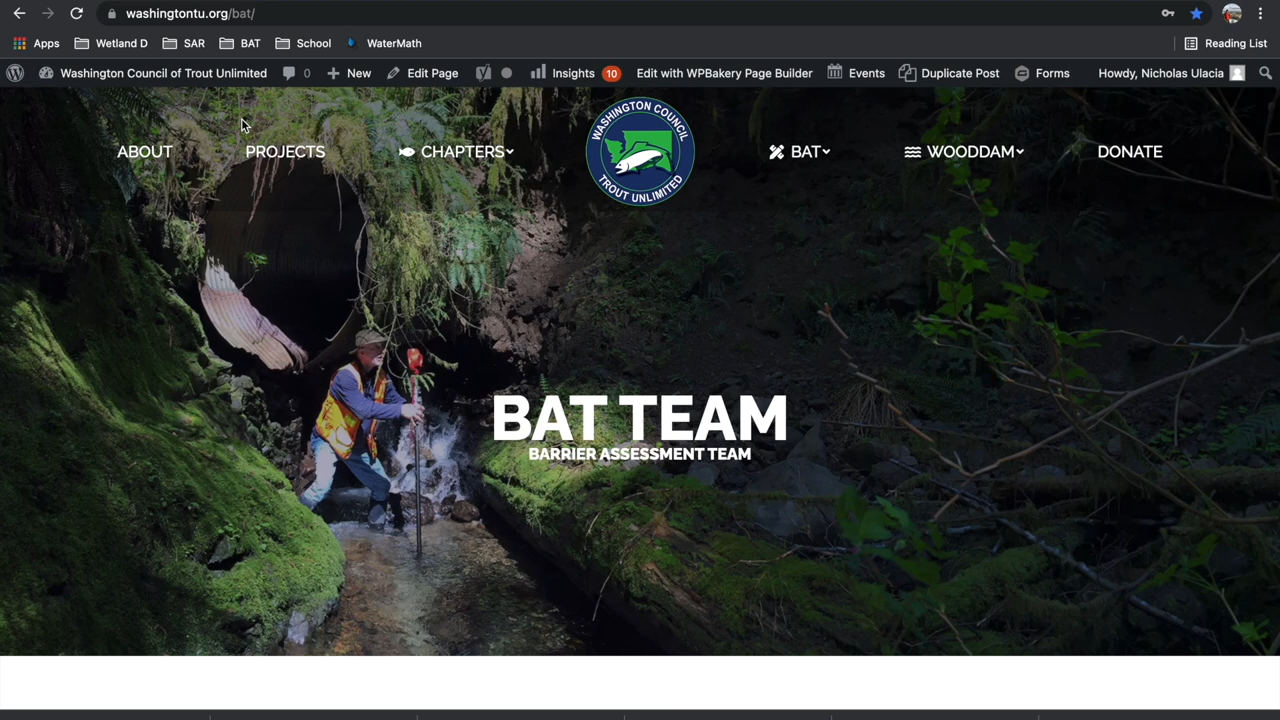 washingtontu.org/bat/
Apps Wetland D SAR BAT School WaterMath Reading List
Washington Council of Trout Unlimited 0 New Edit Page Insights 10 Edit with WPBakery Page Builder Events Duplicate Post Forms Howdy, Nicholas Ulacia
WASHINGTON COUNCIL
ABOUT PROJECTS CHAPTERS BAT WOODDAM DONATE
TROUT UNLIMITED
BAT TEAM
BARRIER ASSESSMENT TEAM